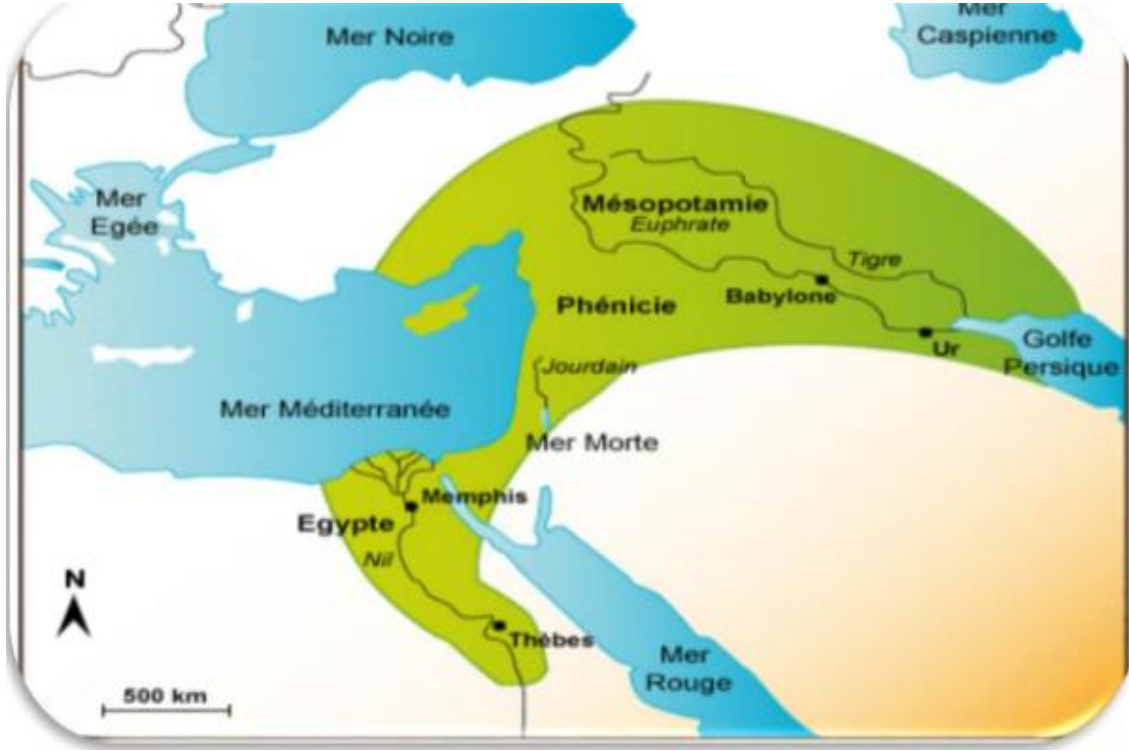 Mer
Caspienne
Mer Noire
Mer
Egée
Mésopotamie
Euphrate
Tigre
Babylone
Phénicie
Ur
Golfe
Persique
Jourdain
Mer Méditerranée
Mer Morte
Memphis
Egypte
Nil
N
Thèbes
Mer
Rouge
500 km